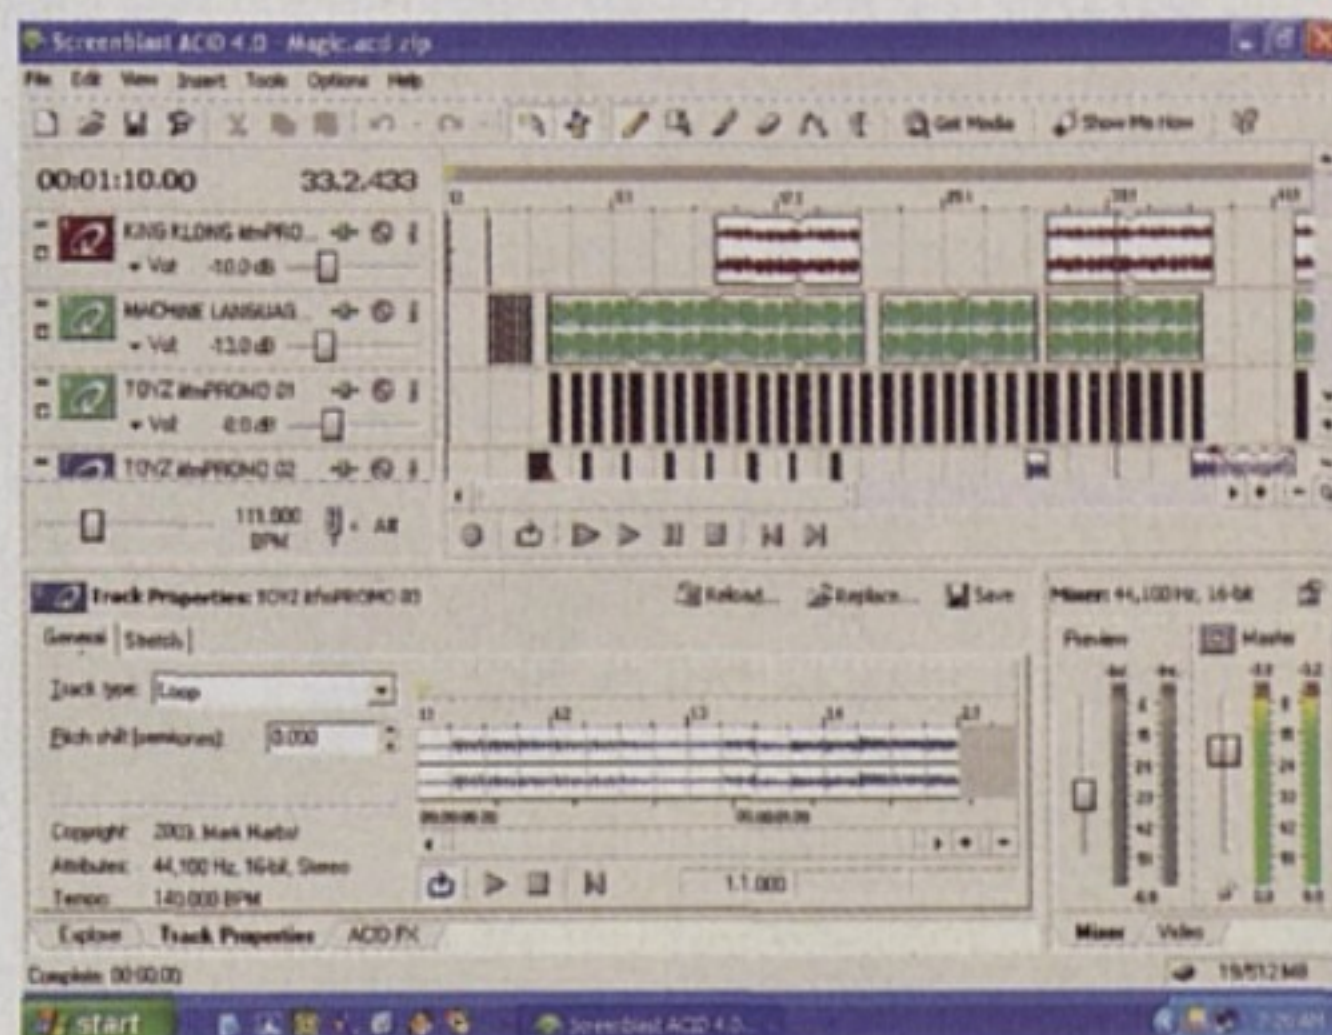 Screenblast ACID 4.0 - Magic.acd.zip
File Edit View Insert Tools Options Help
Get Media Show Me How
00:01:10.00 33.2.433
KING KLONG
Vol -10.0 dB
MACHINE LANGUAG...
Vol -13.0 dB
TOYZ 01
Vol
TOYZ 02
111.000
BPM
Track Properties: TOYZ 03
Reload... Replace... Save
Mixer: 44,100 Hz, 16-bit
General Stretch
Preview Master
Track type: Loop
Pitch shift (semitones): 0.000
Copyright: 2003, Mark
Attributes: 44,100 Hz, 16-bit, Stereo
Tempo: 140.000 BPM
1.1.000
Explorer Track Properties ACID FX
Mixer Video
Complete: 00:00:00
19/512 MB
start Screenblast ACID 4.0...